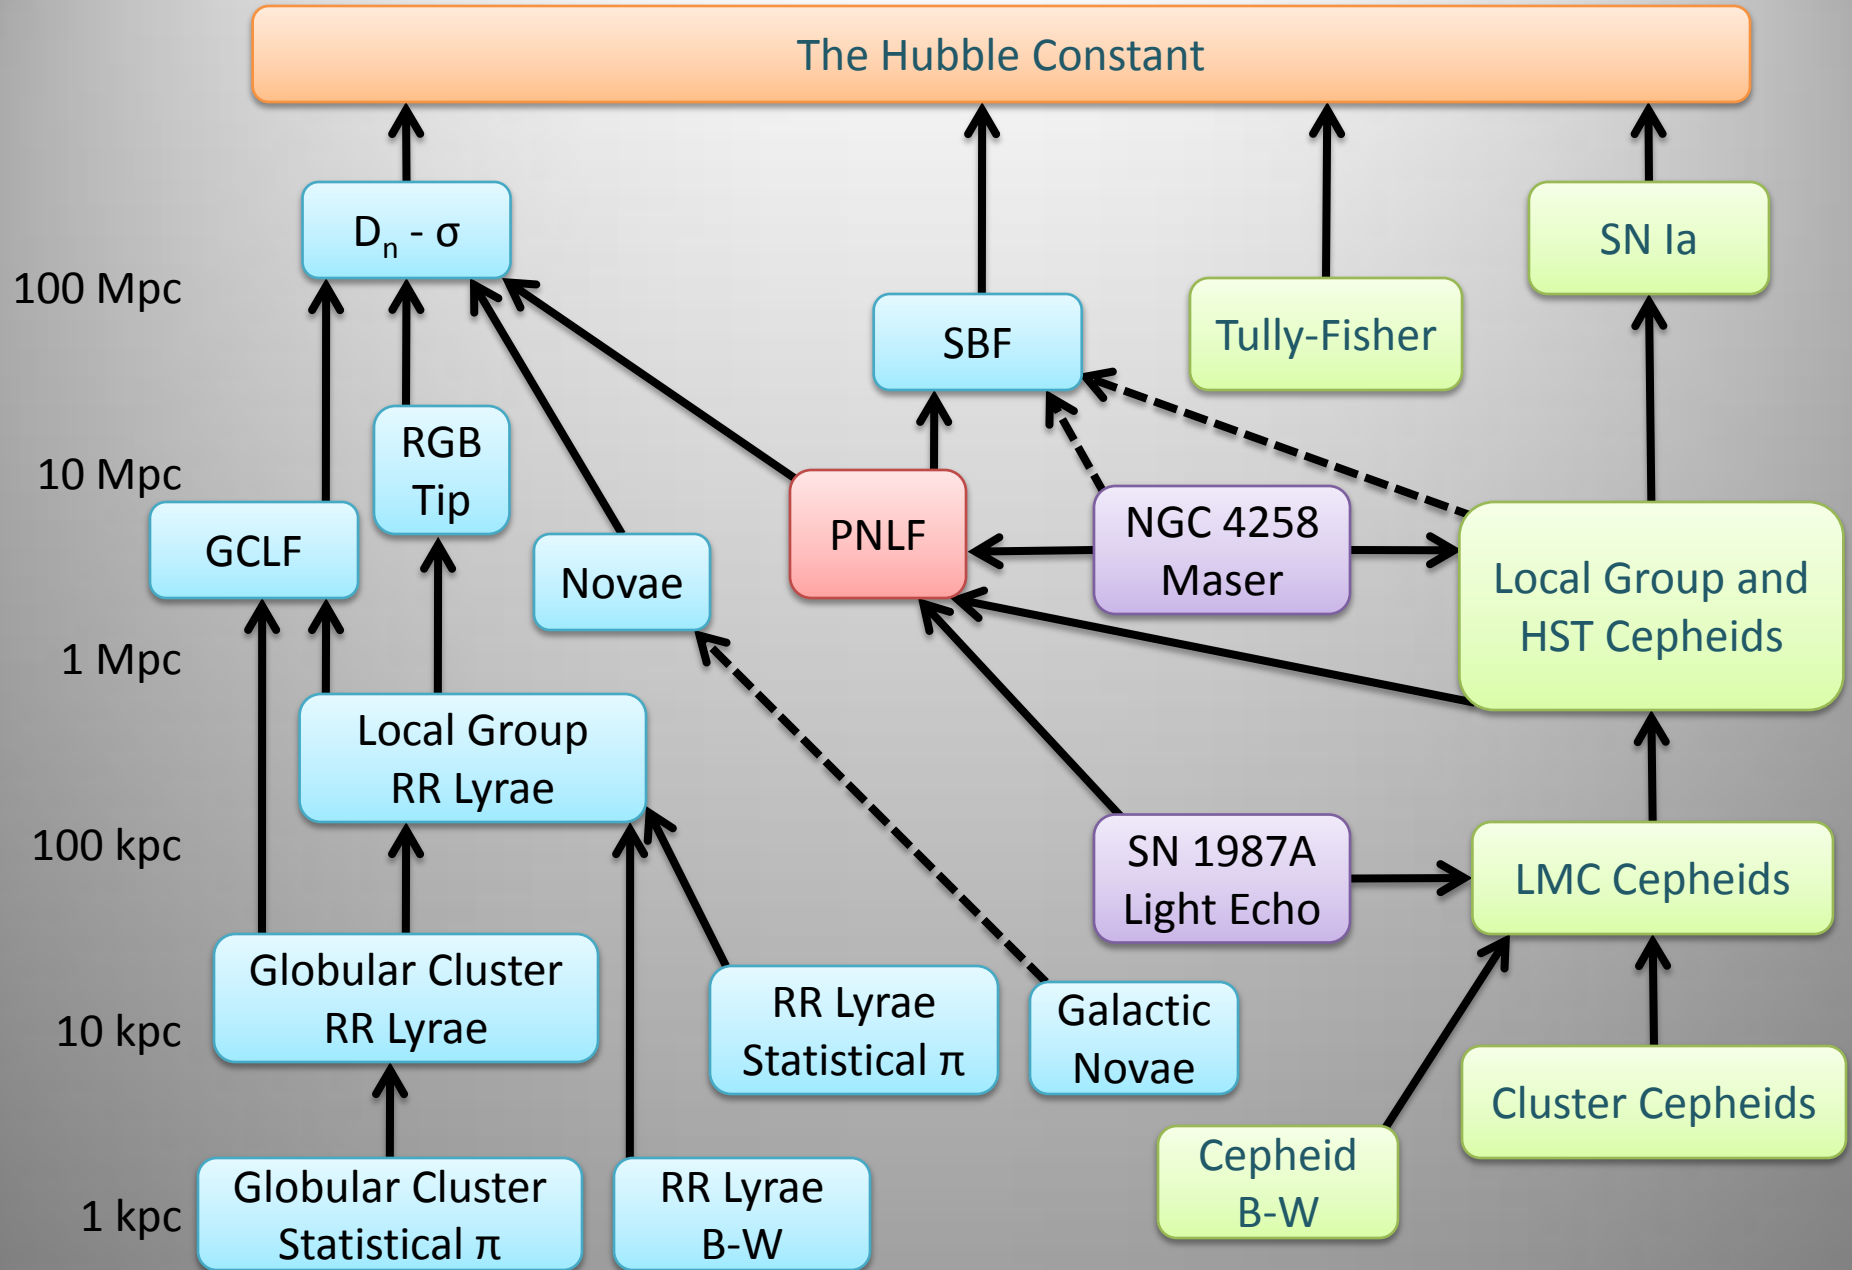 The Hubble Constant
Dn - σ
SN Ia
100 Mpc
SBF
Tully-Fisher
RGB
Tip
10 Mpc
GCLF
Novae
PNLF
NGC 4258
Maser
Local Group and
HST Cepheids
1 Mpc
Local Group
RR Lyrae
100 kpc
SN 1987A
Light Echo
LMC Cepheids
Globular Cluster
RR Lyrae
RR Lyrae
Statistical π
Galactic
Novae
10 kpc
Cluster Cepheids
Cepheid
B-W
Globular Cluster
Statistical π
RR Lyrae
B-W
1 kpc